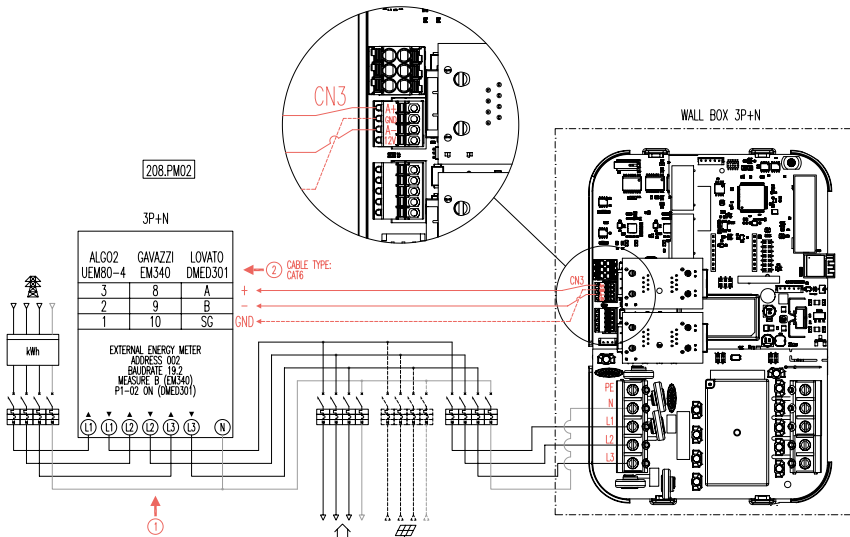 CN3
A+
GND
A-
12V
208.PM02
WALL BOX 3P+N
3P+N
ALGO2 GAVAZZI LOVATO
UEM80-4 EM340 DMED301
3 8 A +
2 9 B -
1 10 SG GND
2 CABLE TYPE:
CAT6
CN3
kWh
EXTERNAL ENERGY METER
ADDRESS 002
BAUDRATE 19.2
MEASURE B (EM340)
P1-02 ON (DMED301)
L1 L1 L2 L2 L3 L3 N
PE
N
L1
L2
L3
1